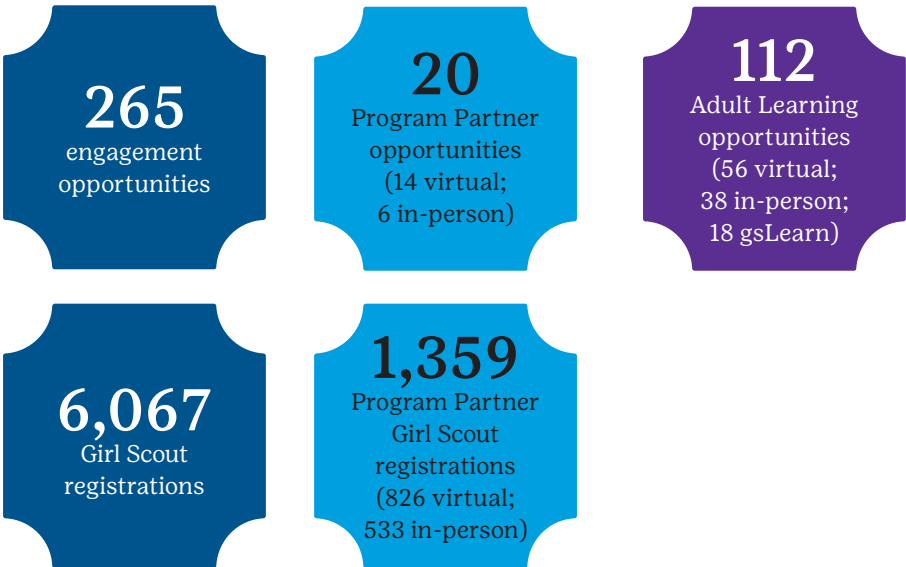 265
engagement
opportunities
20
Program Partner
opportunities
(14 virtual;
6 in-person)
112
Adult Learning
opportunities
(56 virtual;
38 in-person;
18 gsLearn)
6,067
Girl Scout
registrations
1,359
Program Partner
Girl Scout
registrations
(826 virtual;
533 in-person)